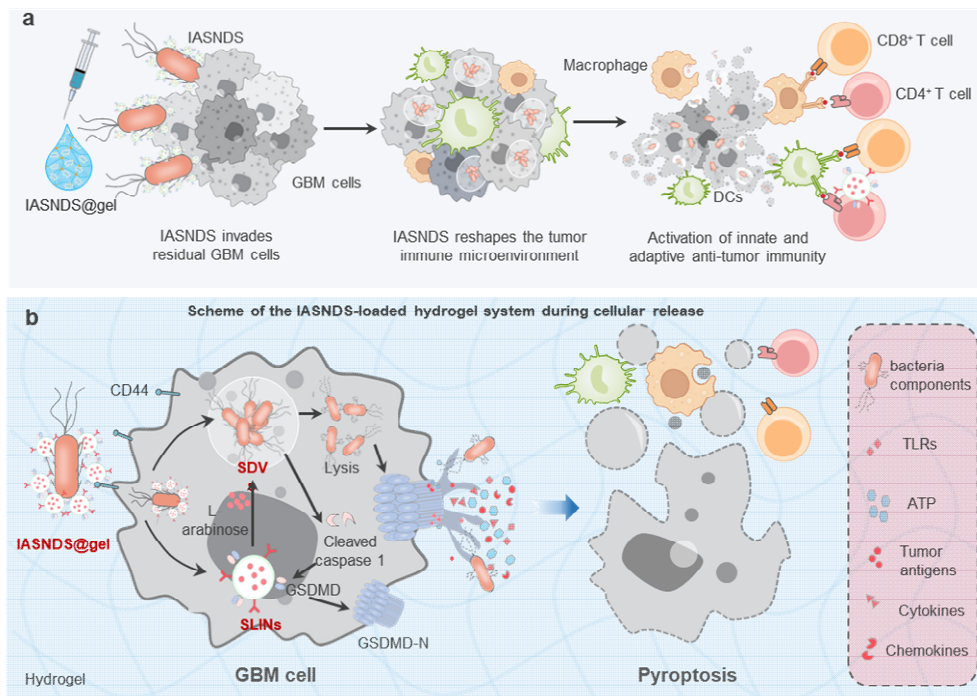 a
IASNDS
IASNDS@gel
GBM cells
IASNDS invades
residual GBM cells
IASNDS reshapes the tumor
immune microenvironment
Macrophage
CD8+ T cell
CD4+ T cell
DCs
Activation of innate and
adaptive anti-tumor immunity
b
Scheme of the IASNDS-loaded hydrogel system during cellular release
CD44
IASNDS@gel
SDV
Lysis
L
arabinose
Cleaved
caspase 1
GSDMD
SLINs
GSDMD-N
GBM cell
Hydrogel
Pyroptosis
bacteria
components
TLRs
ATP
Tumor
antigens
Cytokines
Chemokines